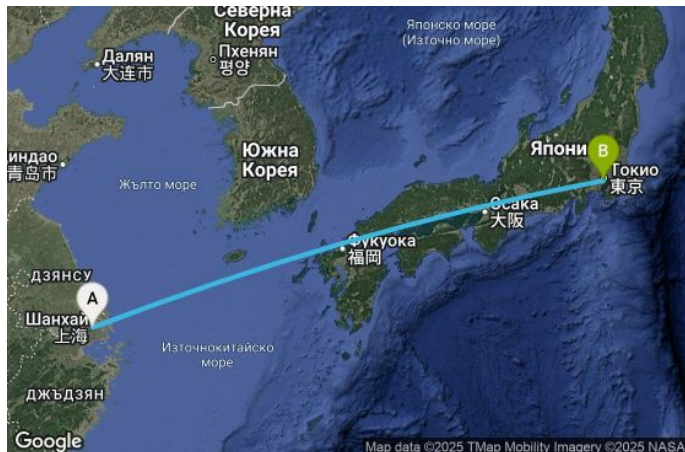 Северна
Корея
Японско море
(Източно море)
Далян
大连市
Пхенян
평양
Южна
Корея
Япони
B
Токио
東京
индао
青岛市
Жълто море
Осака
大阪
Фукуока
福岡
ДЗЯНСУ
A
Шанхай
上海
Източнокитайско
море
ДЖЪДЗЯН
Google
Map data ©2025 TMap Mobility Imagery ©2025 NASA